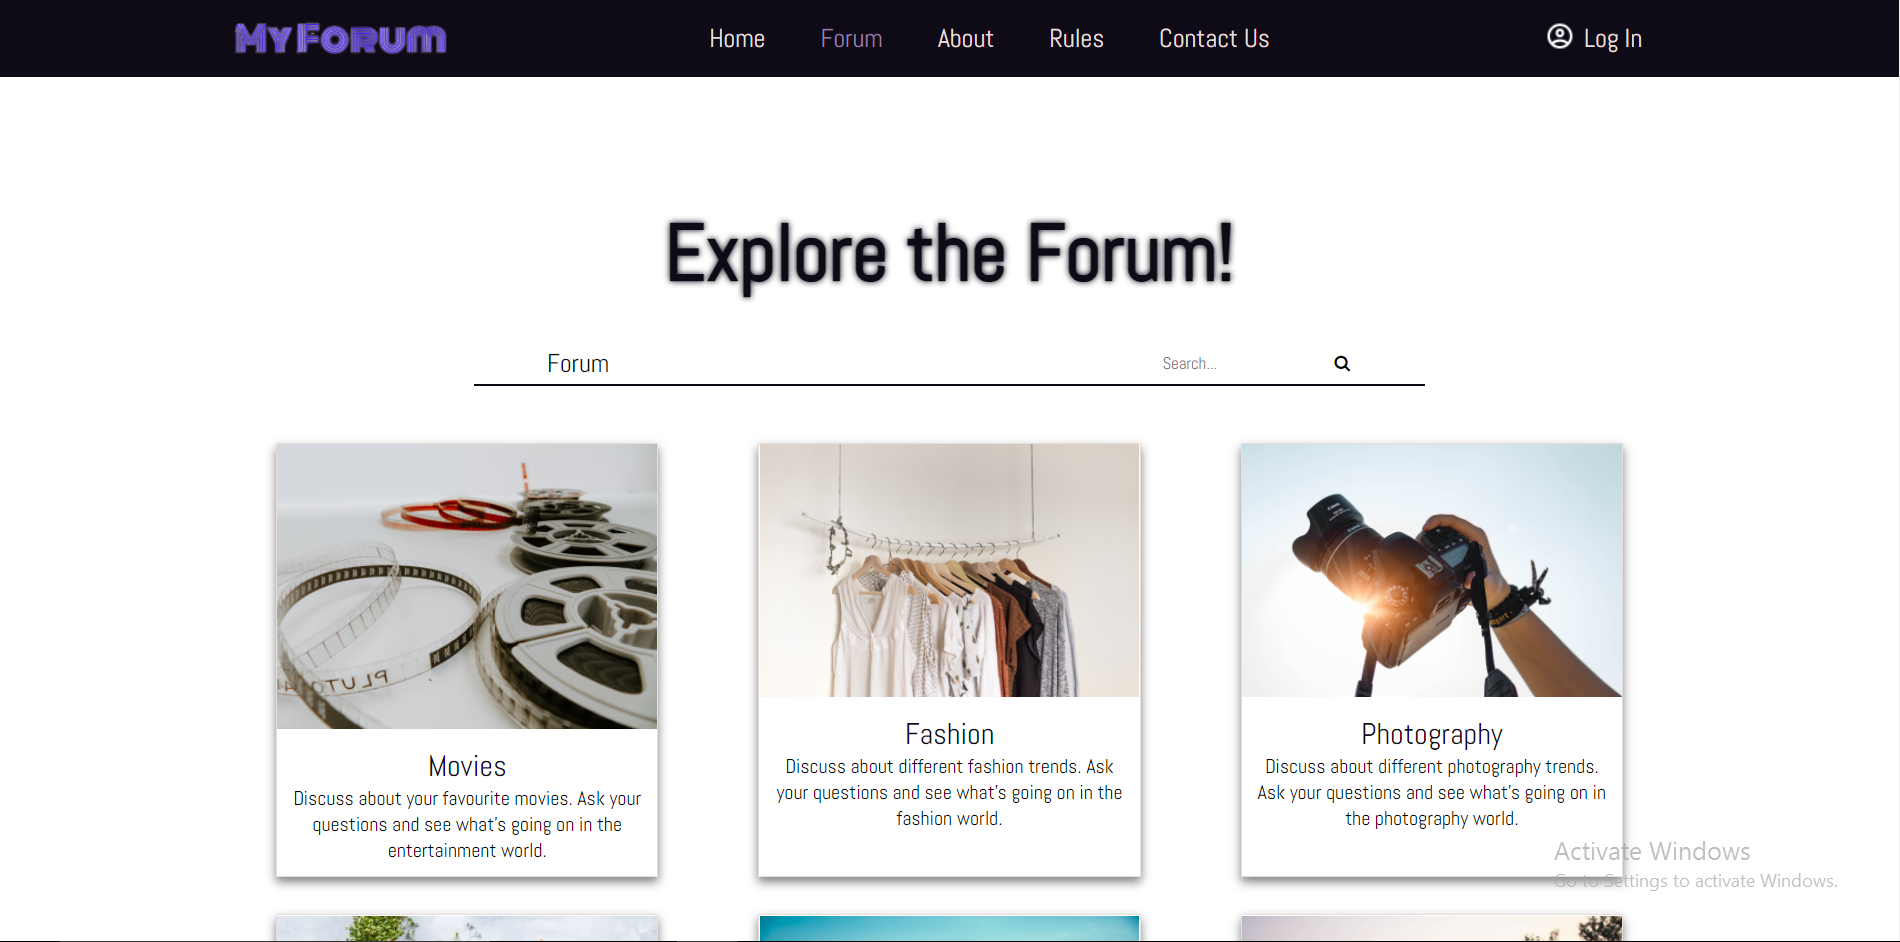 MyForum
Home
Forum
About
Rules
Contact Us
Log In
Explore the Forum!
Forum
Search...
PLUTO
Movies
Discuss about your favourite movies. Ask your
questions and see what's going on in the
entertainment world.
Fashion
Discuss about different fashion trends. Ask
your questions and see what's going on in the
fashion world.
Photography
Discuss about different photography trends.
Ask your questions and see what's going on in
the photography world.
Activate Windows
Go to Settings to activate Windows.